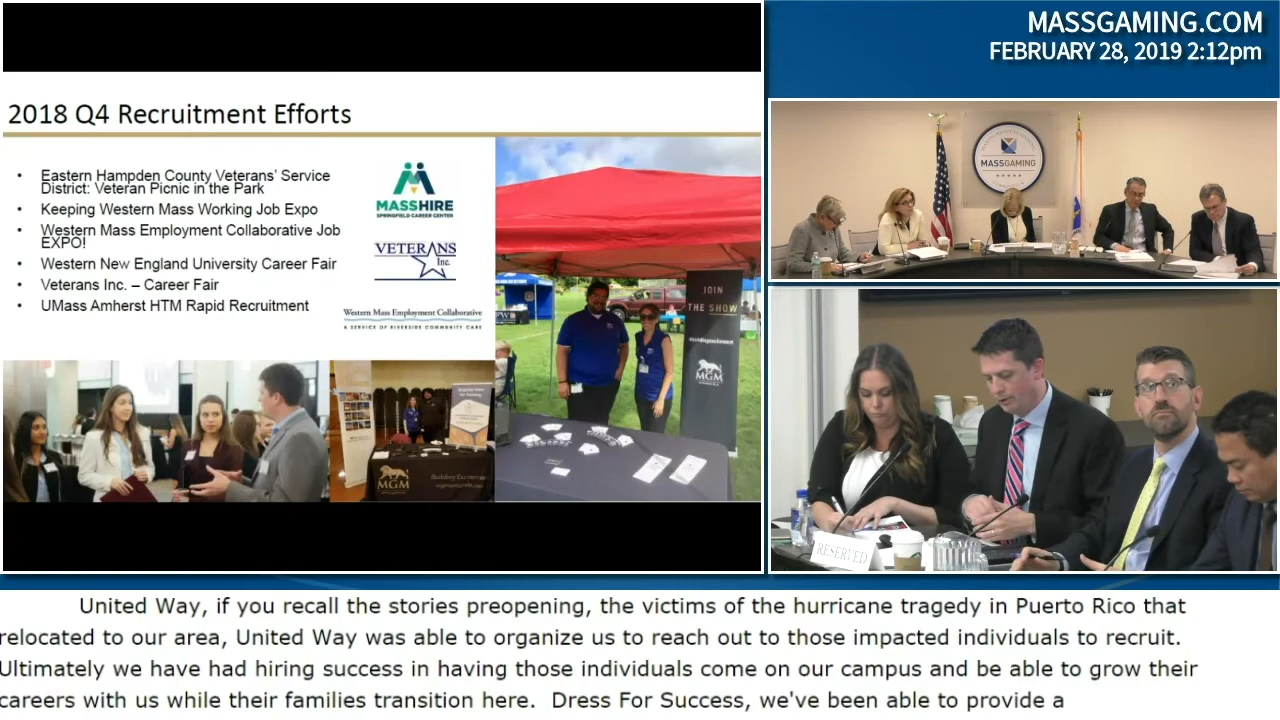 MASSGAMING.COM
FEBRUARY 28, 2019 2:12pm
2018 Q4 Recruitment Efforts
• Eastern Hampden County Veterans' Service
District: Veteran Picnic in the Park
• Keeping Western Mass Working Job Expo
• Western Mass Employment Collaborative Job
EXPO!
• Western New England University Career Fair
• Veterans Inc. – Career Fair
• UMass Amherst HTM Rapid Recruitment
MASSHIRE
SPRINGFIELD CAREER CENTER
VETERANS
Inc.
Western Mass Employment Collaborative
A SERVICE OF RIVERSIDE COMMUNITY CARE
JOIN
THE SHOW
MGM
MGM
MASSGAMING
RESERVED
United Way, if you recall the stories preopening, the victims of the hurricane tragedy in Puerto Rico that
relocated to our area, United Way was able to organize us to reach out to those impacted individuals to recruit.
Ultimately we have had hiring success in having those individuals come on our campus and be able to grow their
careers with us while their families transition here.  Dress For Success, we've been able to provide a